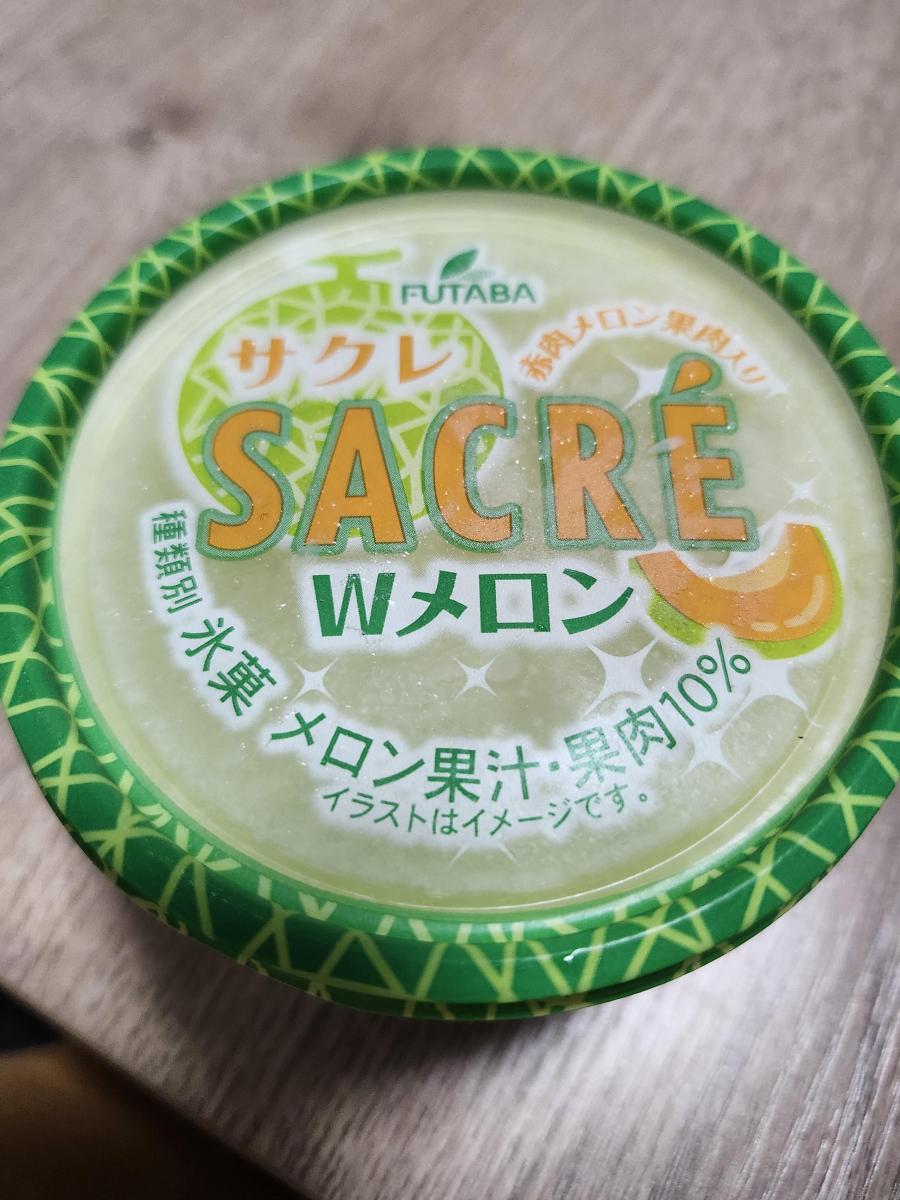 FUTABA
サクレ
赤肉メロン果肉入り
SACRÉ
Wメロン
種類別 氷菓
メロン果汁・果肉10%
イラストはイメージです。